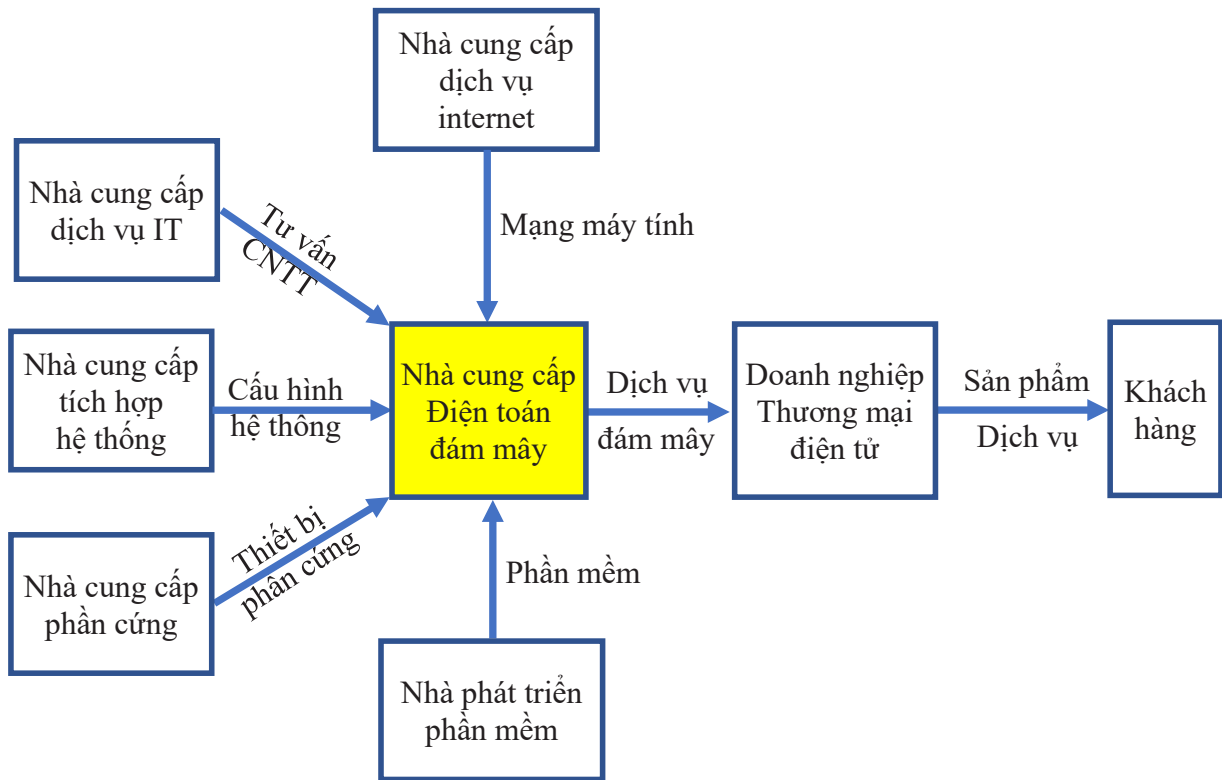 Nhà cung cấp
dịch vụ
internet
Nhà cung cấp
dịch vụ IT
Tư vấn
CNTT
Mạng máy tính
Nhà cung cấp
tích hợp
hệ thống
Cấu hình
hệ thông
Nhà cung cấp
Điện toán
đám mây
Dịch vụ
đám mây
Doanh nghiệp
Thương mại
điện tử
Sản phẩm
Dịch vụ
Khách
hàng
Nhà cung cấp
phần cứng
Thiết bị
phân cứng
Phần mềm
Nhà phát triển
phần mềm